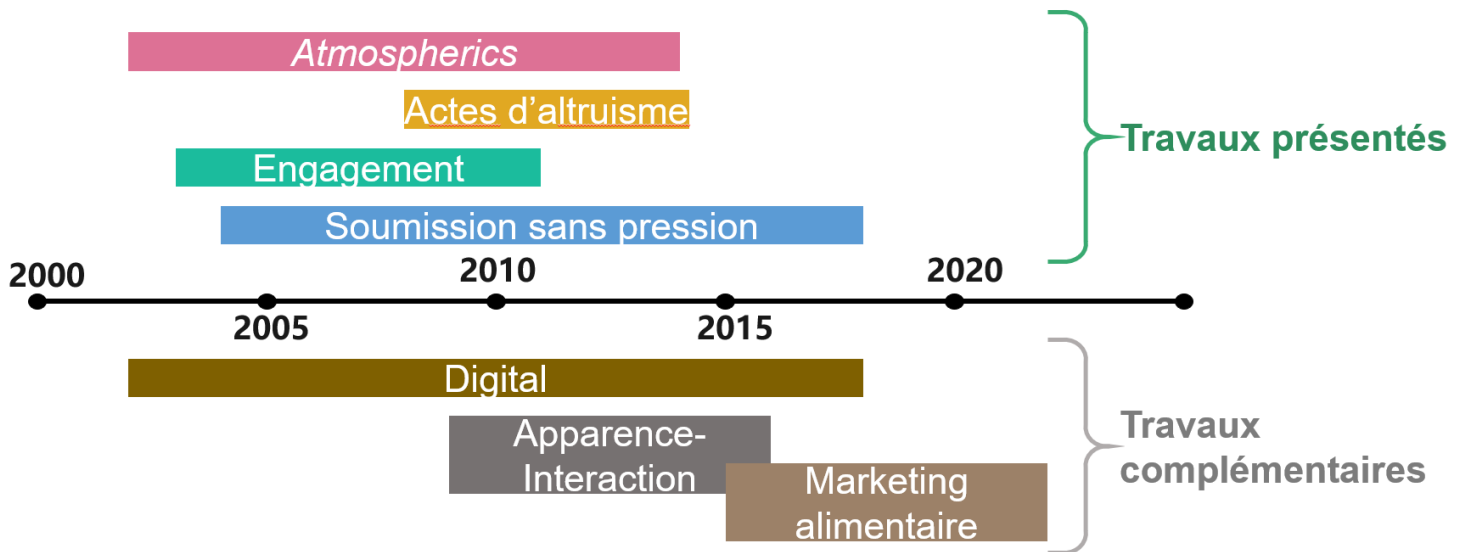 Atmospherics
Actes d'altruisme
Travaux présentés
Engagement
Soumission sans pression
2000
2010
2020
2005
2015
Digital
Apparence-
Interaction
Travaux
complémentaires
Marketing
alimentaire